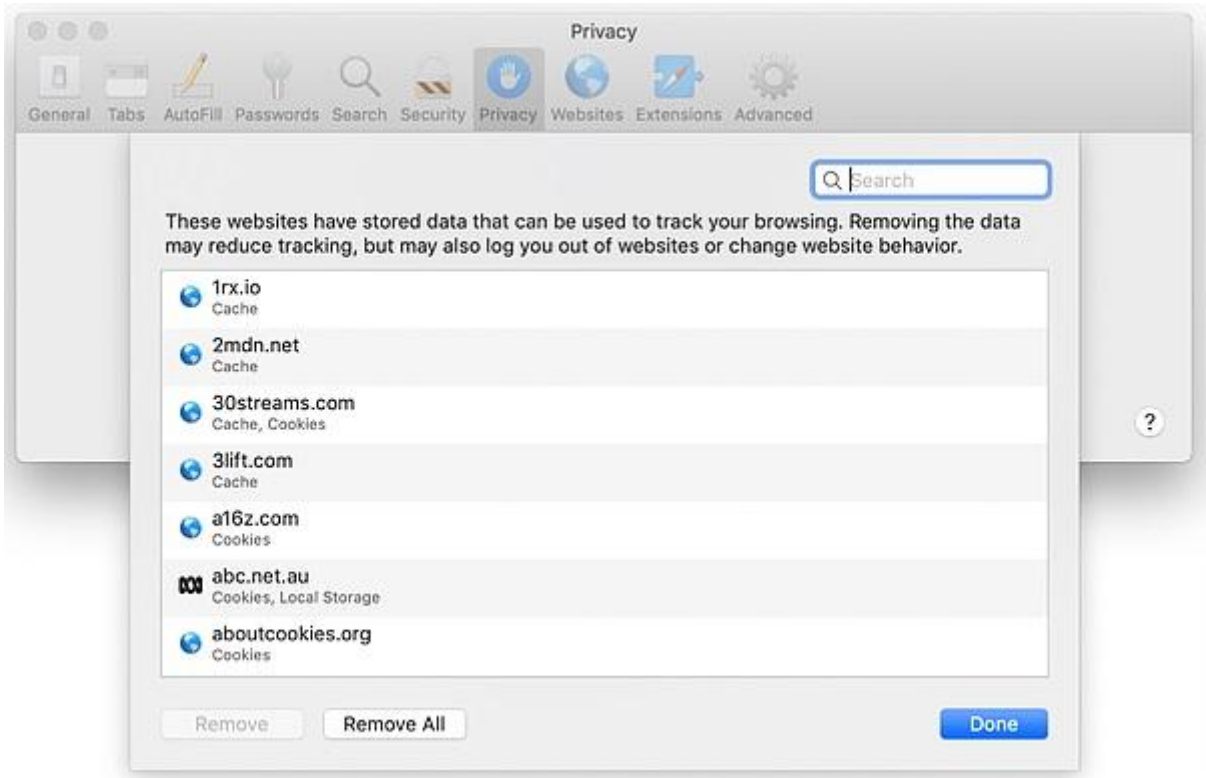 Privacy
General Tabs AutoFill Passwords Search Security Privacy Websites Extensions Advanced
Search
These websites have stored data that can be used to track your browsing. Removing the data
may reduce tracking, but may also log you out of websites or change website behavior.
1rx.io
Cache
2mdn.net
Cache
30streams.com
Cache, Cookies
3lift.com
Cache
a16z.com
Cookies
abc.net.au
Cookies, Local Storage
aboutcookies.org
Cookies
?
Remove Remove All Done